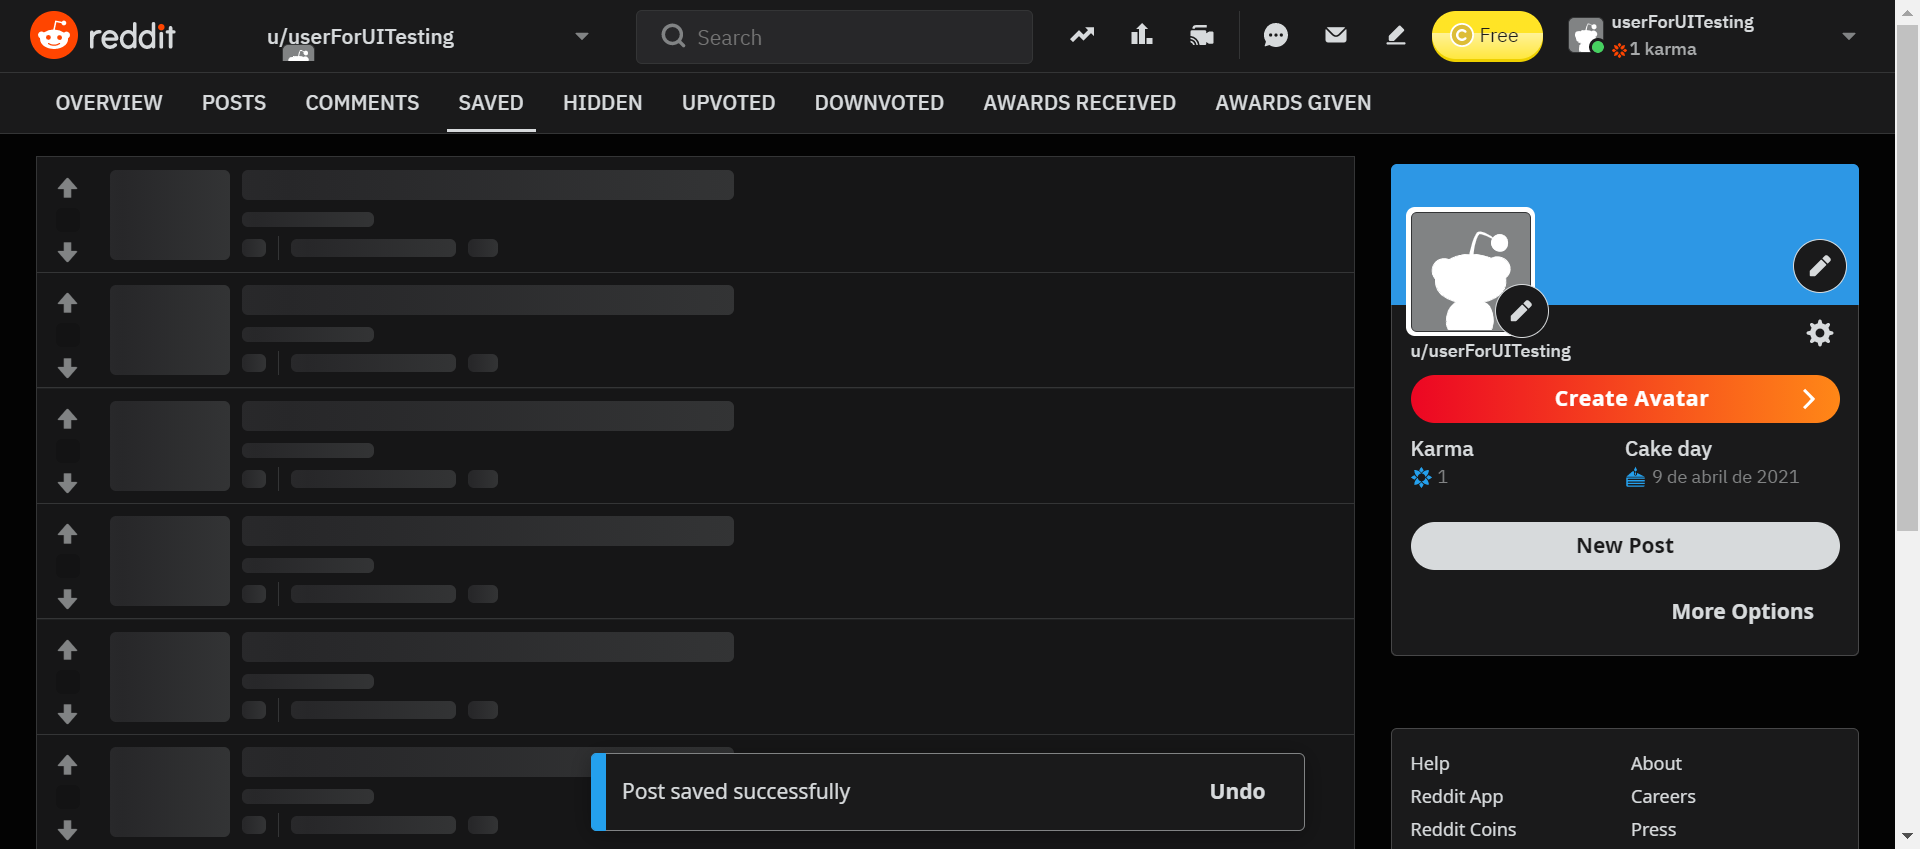 reddit
u/userForUITesting
Search
Free
userForUITesting
1 karma
OVERVIEW
POSTS
COMMENTS
SAVED
HIDDEN
UPVOTED
DOWNVOTED
AWARDS RECEIVED
AWARDS GIVEN
u/userForUITesting
Create Avatar
Karma
Cake day
1
9 de abril de 2021
New Post
More Options
Post saved successfully
Undo
Help
About
Reddit App
Careers
Reddit Coins
Press